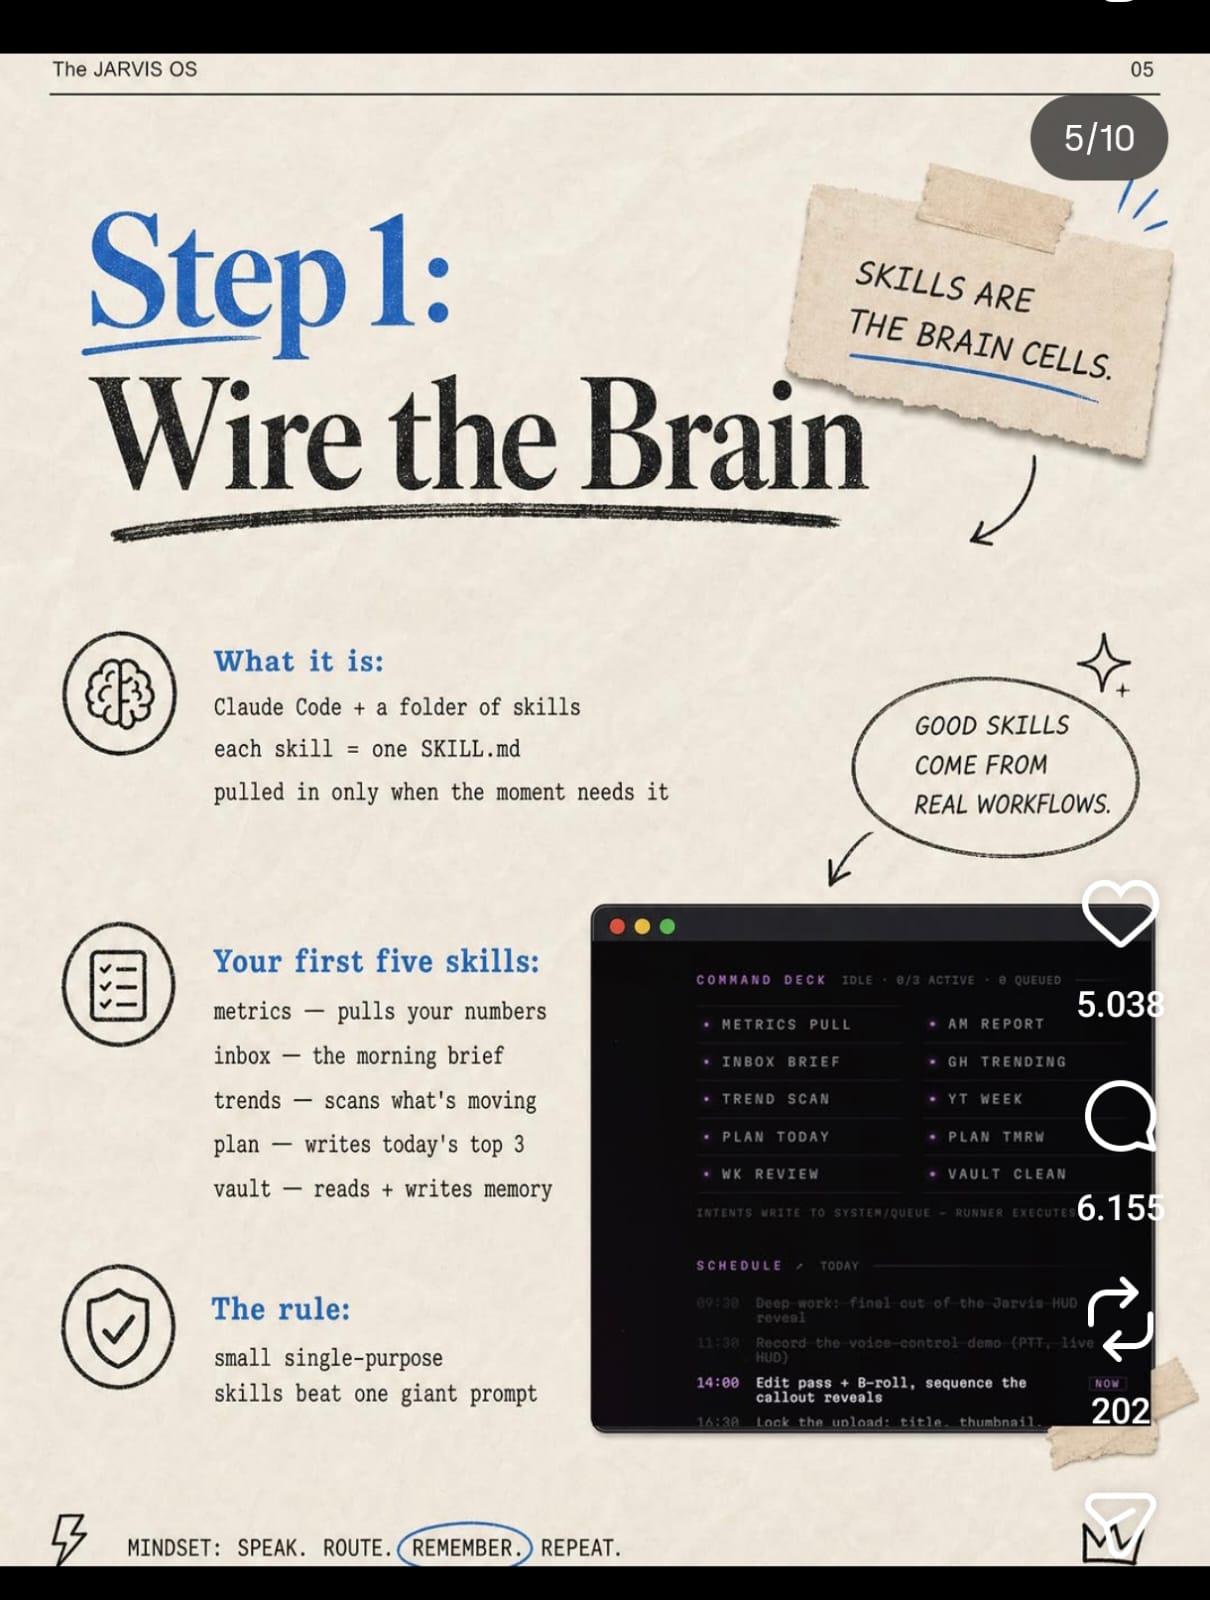 The JARVIS OS
05
5/10
Step 1:
Wire the Brain
SKILLS ARE
THE BRAIN CELLS.
What it is:
Claude Code + a folder of skills
each skill = one SKILL.md
pulled in only when the moment needs it
GOOD SKILLS
COME FROM
REAL WORKFLOWS.
Your first five skills:
metrics — pulls your numbers
inbox — the morning brief
trends — scans what's moving
plan — writes today's top 3
vault — reads + writes memory
COMMAND DECK IDLE · 0/3 ACTIVE · 0 QUEUED
• METRICS PULL • AM REPORT
• INBOX BRIEF • GH TRENDING
• TREND SCAN • YT WEEK
• PLAN TODAY • PLAN TMRW
• WK REVIEW • VAULT CLEAN
INTENTS WRITE TO SYSTEM/QUEUE — RUNNER EXECUTES
SCHEDULE ↗ TODAY
09:30 Deep work: final cut of the Jarvis HUD
reveal
11:30 Record the voice-control demo (PTT, live
HUD)
14:00 Edit pass + B-roll, sequence the NOW
callout reveals
16:30 Lock the upload: title, thumbnail,
5.038
6.155
202
The rule:
small single-purpose
skills beat one giant prompt
MINDSET: SPEAK. ROUTE. REMEMBER. REPEAT.